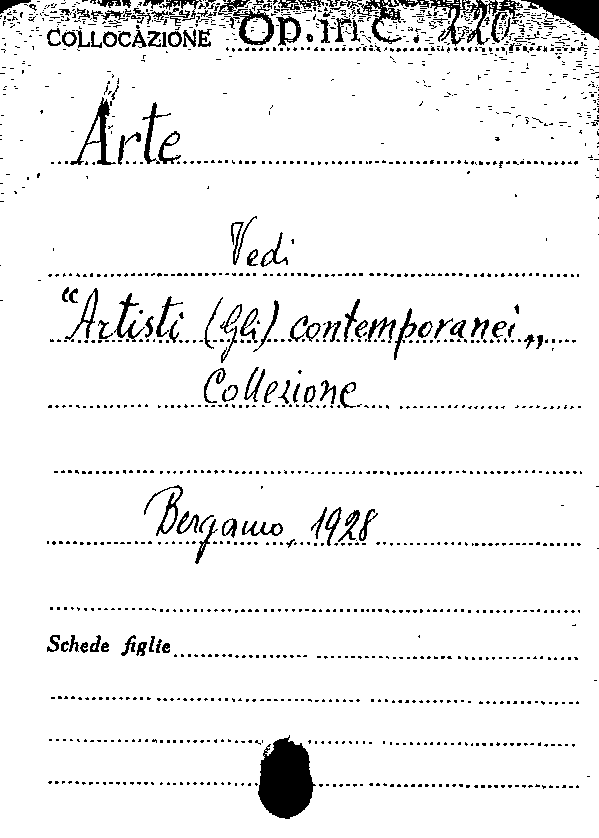 COLLOCAZIONE Op. in C. 220
Arte
Vedi
“Artisti (Gli) contemporanei„
Collezione
Bergamo, 1928
Schede figlie